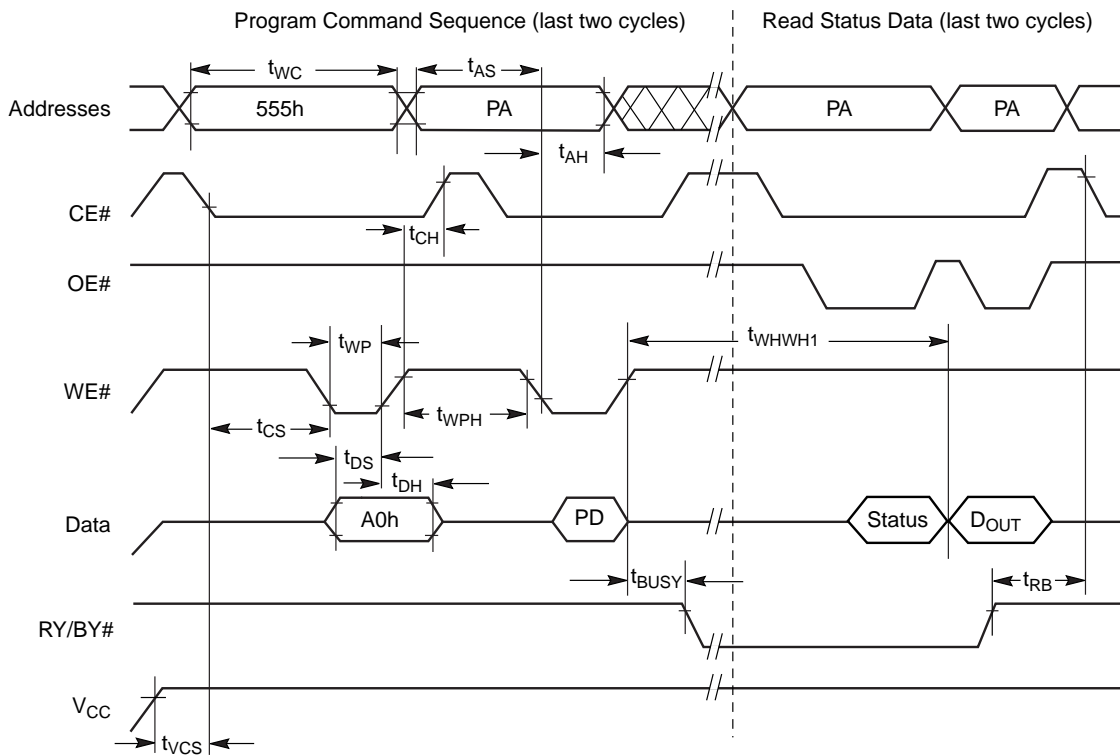 Program Command Sequence (last two cycles)
Read Status Data (last two cycles)
tWC
tAS
Addresses
555h
PA
PA
PA
tAH
CE#
tCH
OE#
tWHWH1
tWP
WE#
tWPH
tCS
tDS
tDH
Data
A0h
PD
Status
DOUT
tBUSY
tRB
RY/BY#
VCC
tVCS